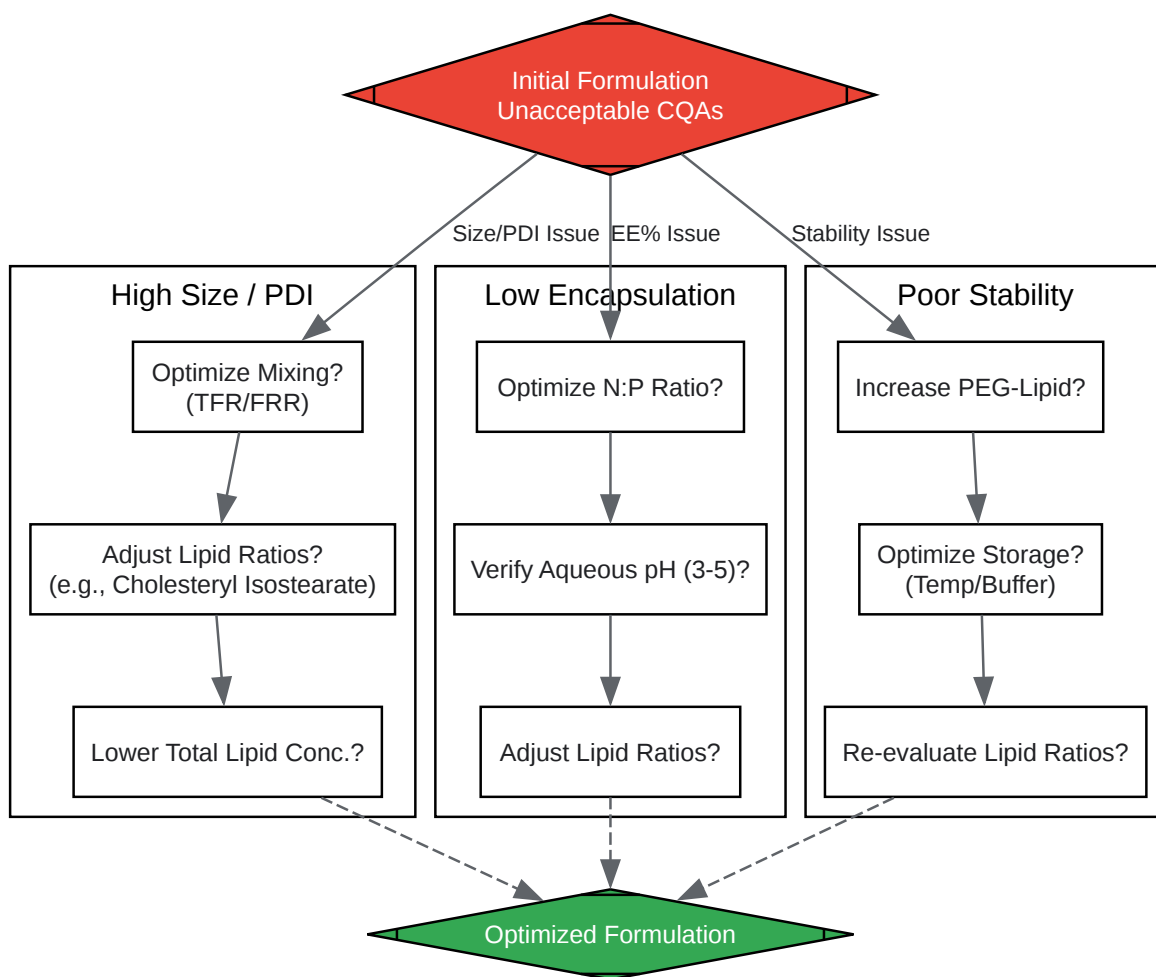 Initial Formulation
Unacceptable CQAs
Size/PDI Issue
EE% Issue
Stability Issue
High Size / PDI
Low Encapsulation
Poor Stability
Optimize Mixing?
(TFR/FRR)
Optimize N:P Ratio?
Increase PEG-Lipid?
Adjust Lipid Ratios?
(e.g., Cholesteryl Isostearate)
Verify Aqueous pH (3-5)?
Optimize Storage?
(Temp/Buffer)
Lower Total Lipid Conc.?
Adjust Lipid Ratios?
Re-evaluate Lipid Ratios?
Optimized Formulation